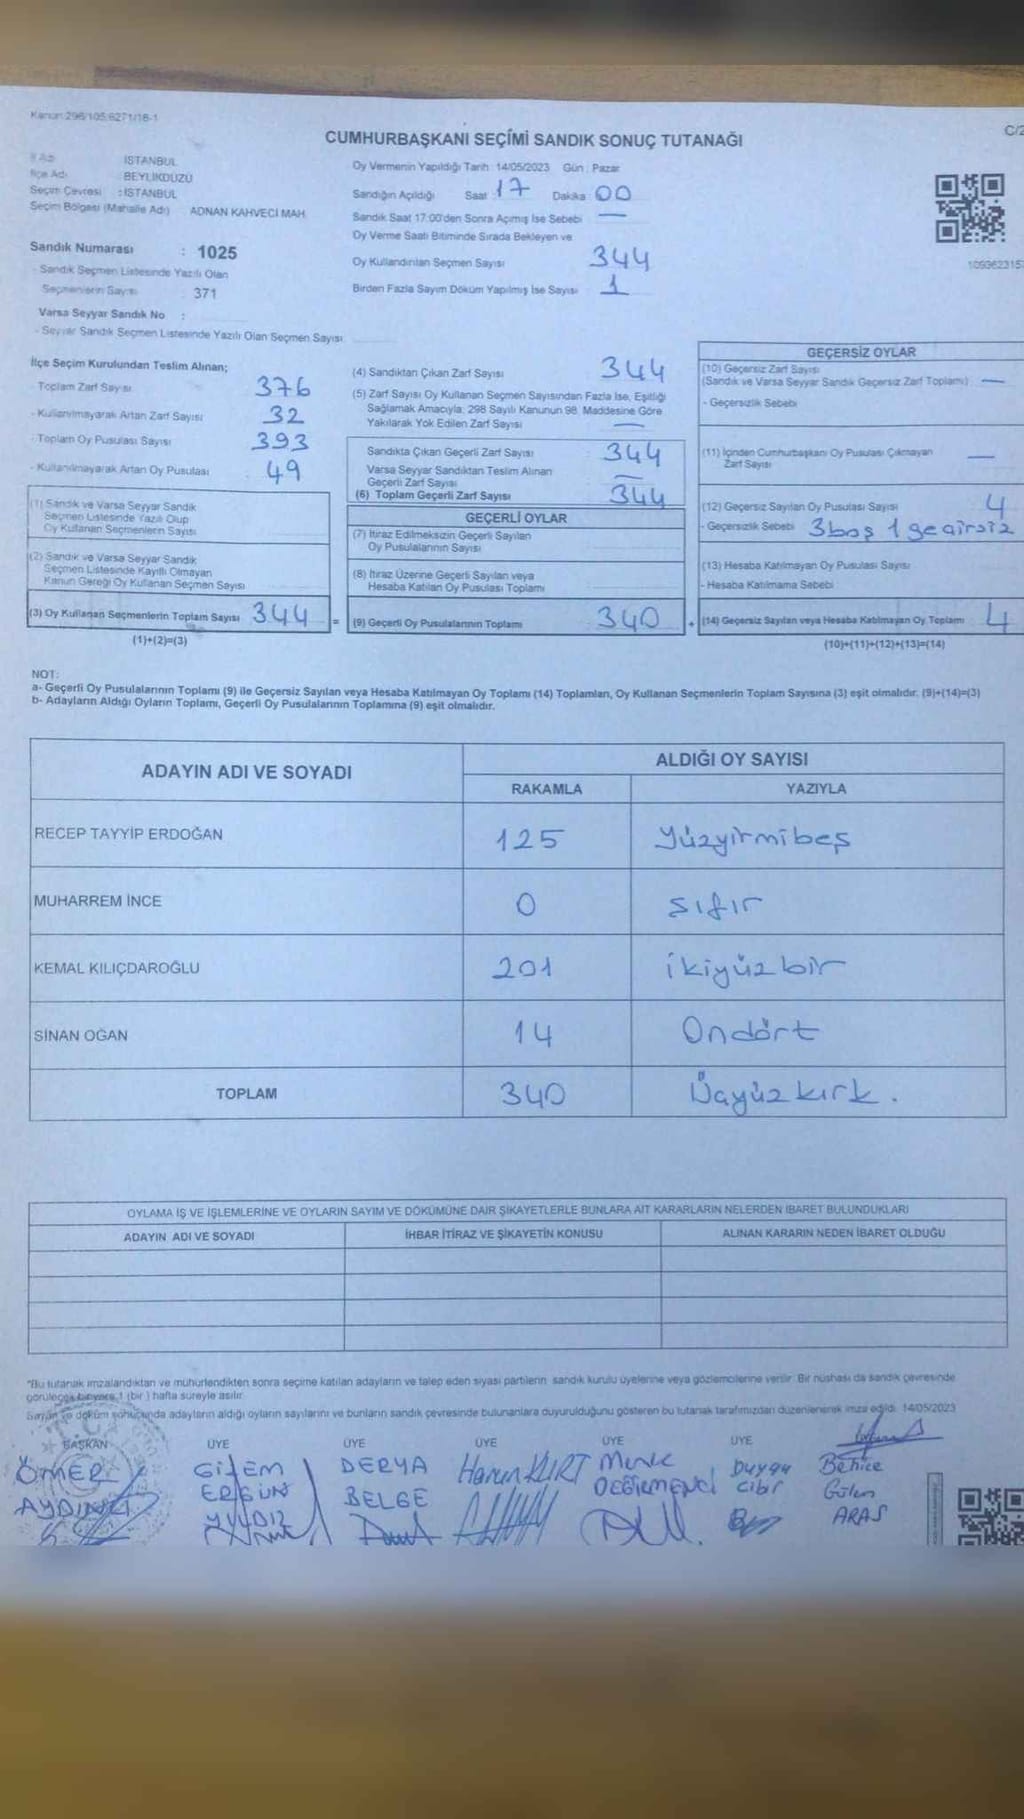 Kanun 298/105;6271/18-1
CUMHURBAŞKANI SEÇİMİ SANDIK SONUÇ TUTANAĞI
C/2
İl Adı İSTANBUL
İlçe Adı BEYLİKDÜZÜ
Seçim Çevresi : İSTANBUL
Seçim Bölgesi (Mahalle Adı) ADNAN KAHVECİ MAH.
Sandık Numarası : 1025
- Sandık Seçmen Listesinde Yazılı Olan
Seçmenlerin Sayısı 371
Varsa Seyyar Sandık No :
- Seyyar Sandık Seçmen Listesinde Yazılı Olan Seçmen Sayısı
Oy Vermenin Yapıldığı Tarih 14/05/2023 Gün : Pazar
Sandığın Açıldığı Saat 17 Dakika 00
Sandık Saat 17:00'den Sonra Açımış İse Sebebi —
Oy Verme Saati Bitiminde Sırada Bekleyen ve
Oy Kullandırılan Seçmen Sayısı 344
Birden Fazla Sayım Döküm Yapılmış İse Sayısı 1
İlçe Seçim Kurulundan Teslim Alınan;
- Toplam Zarf Sayısı 376
- Kullanılmayarak Artan Zarf Sayısı 32
- Toplam Oy Pusulası Sayısı 393
- Kullanılmayarak Artan Oy Pusulası 49
(1) Sandık ve Varsa Seyyar Sandık
Seçmen Listesinde Yazılı Olup
Oy Kullanan Seçmenlerin Sayısı
(2) Sandık ve Varsa Seyyar Sandık
Seçmen Listesinde Kayıtlı Olmayan
Kanun Gereği Oy Kullanan Seçmen Sayısı
(3) Oy Kullanan Seçmenlerin Toplam Sayısı 344 =
(1)+(2)=(3)
(4) Sandıktan Çıkan Zarf Sayısı 344
(5) Zarf Sayısı Oy Kullanan Seçmen Sayısından Fazla İse, Eşitliği
Sağlamak Amacıyla; 298 Sayılı Kanunun 98. Maddesine Göre
Yakılarak Yok Edilen Zarf Sayısı —
Sandıkta Çıkan Geçerli Zarf Sayısı 344
Varsa Seyyar Sandıktan Teslim Alınan
Geçerli Zarf Sayısı —
(6) Toplam Geçerli Zarf Sayısı 344
GEÇERLİ OYLAR
(7) İtiraz Edilmeksizin Geçerli Sayılan
Oy Pusulalarının Sayısı
(8) İtiraz Üzerine Geçerli Sayılan veya
Hesaba Katılan Oy Pusulası Toplamı
(9) Geçerli Oy Pusulalarının Toplamı 340 +
GEÇERSİZ OYLAR
(10) Geçersiz Zarf Sayısı
(Sandık ve Varsa Seyyar Sandık Geçersiz Zarf Toplamı) —
- Geçersizlik Sebebi
(11) İçinden Cumhurbaşkanı Oy Pusulası Çıkmayan
Zarf Sayısı —
(12) Geçersiz Sayılan Oy Pusulası Sayısı 4
- Geçersizlik Sebebi 3boş 1 geçirsiz
(13) Hesaba Katılmayan Oy Pusulası Sayısı
- Hesaba Katılmama Sebebi
(14) Geçersiz Sayılan veya Hesaba Katılmayan Oy Toplamı 4
(10)+(11)+(12)+(13)=(14)
NOT:
a- Geçerli Oy Pusulalarının Toplamı (9) ile Geçersiz Sayılan veya Hesaba Katılmayan Oy Toplamı (14) Toplamları, Oy Kullanan Seçmenlerin Toplam Sayısına (3) eşit olmalıdır. (9)+(14)=(3)
b- Adayların Aldığı Oyların Toplamı, Geçerli Oy Pusulalarının Toplamına (9) eşit olmalıdır.
ADAYIN ADI VE SOYADI ALDIĞI OY SAYISI
RAKAMLA YAZIYLA
RECEP TAYYİP ERDOĞAN 125 Yüzyirmibeş
MUHARREM İNCE 0 sıfır
KEMAL KILIÇDAROĞLU 201 ikiyüzbir
SİNAN OĞAN 14 Ondört
TOPLAM 340 Üçyüzkırk.
OYLAMA İŞ VE İŞLEMLERİNE VE OYLARIN SAYIM VE DÖKÜMÜNE DAİR ŞİKAYETLERLE BUNLARA AİT KARARLARIN NELERDEN İBARET BULUNDUKLARI
ADAYIN ADI VE SOYADI İHBAR İTİRAZ VE ŞİKAYETİN KONUSU ALINAN KARARIN NEDEN İBARET OLDUĞU
*Bu tutanak imzalandıktan ve mühürlendikten sonra seçime katılan adayların ve talep eden siyasi partilerin sandık kurulu üyelerine veya gözlemcilerine verilir. Bir nüshası da sandık çevresinde
görülecek bir yere 1 (bir ) hafta süreyle asılır.
Sayım ve döküm sonucunda adayların aldığı oyların sayılarını ve bunların sandık çevresinde bulunanlara duyurulduğunu gösteren bu tutanak tarafımızdan düzenlenerek imza edildi. 14/05/2023
BAŞKAN ÜYE ÜYE ÜYE ÜYE ÜYE
ÖMER GİZEM DERYA Harun KURT Merve Duygu Behice
AYDIN ERGÜN BELGE DEĞİRMENCİ Cibir Gülen
YILDIZ ARAS